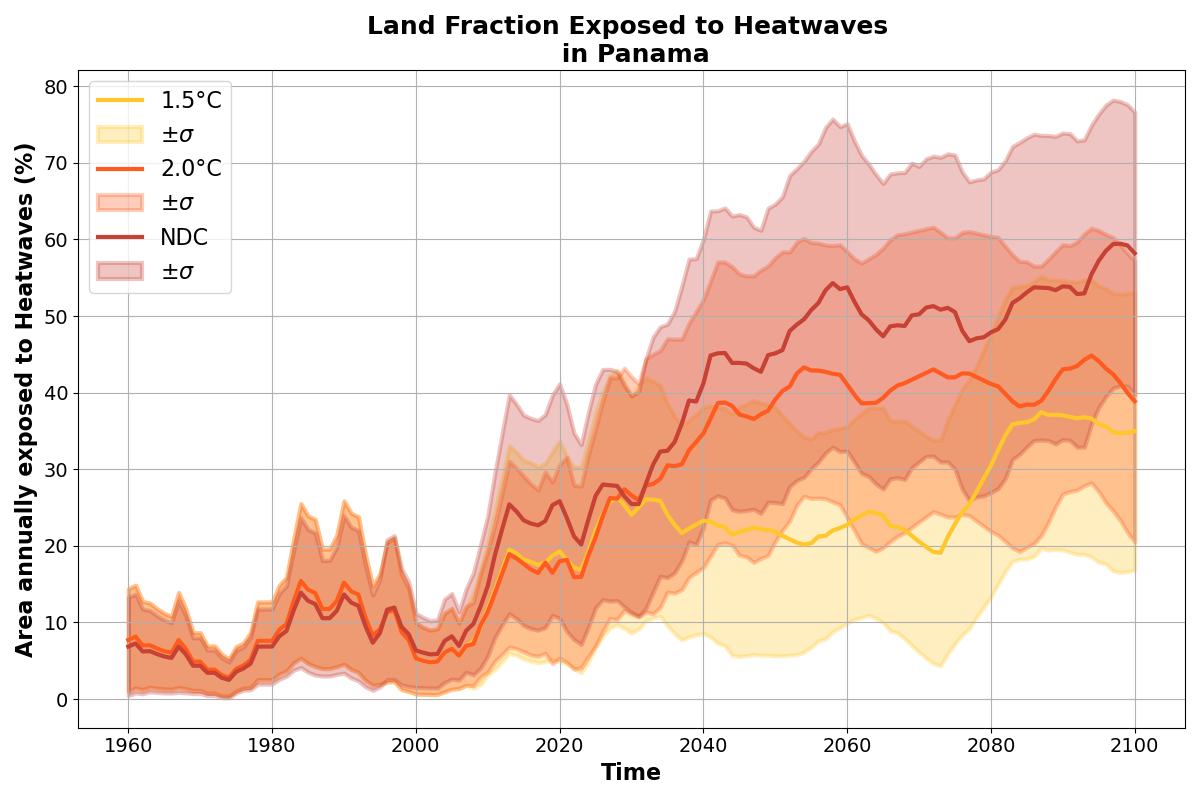 Land Fraction Exposed to Heatwaves
in Panama
1.5°C
±σ
2.0°C
±σ
NDC
±σ
Area annually exposed to Heatwaves (%)
80
70
60
50
40
30
20
10
0
1960 1980 2000 2020 2040 2060 2080 2100
Time